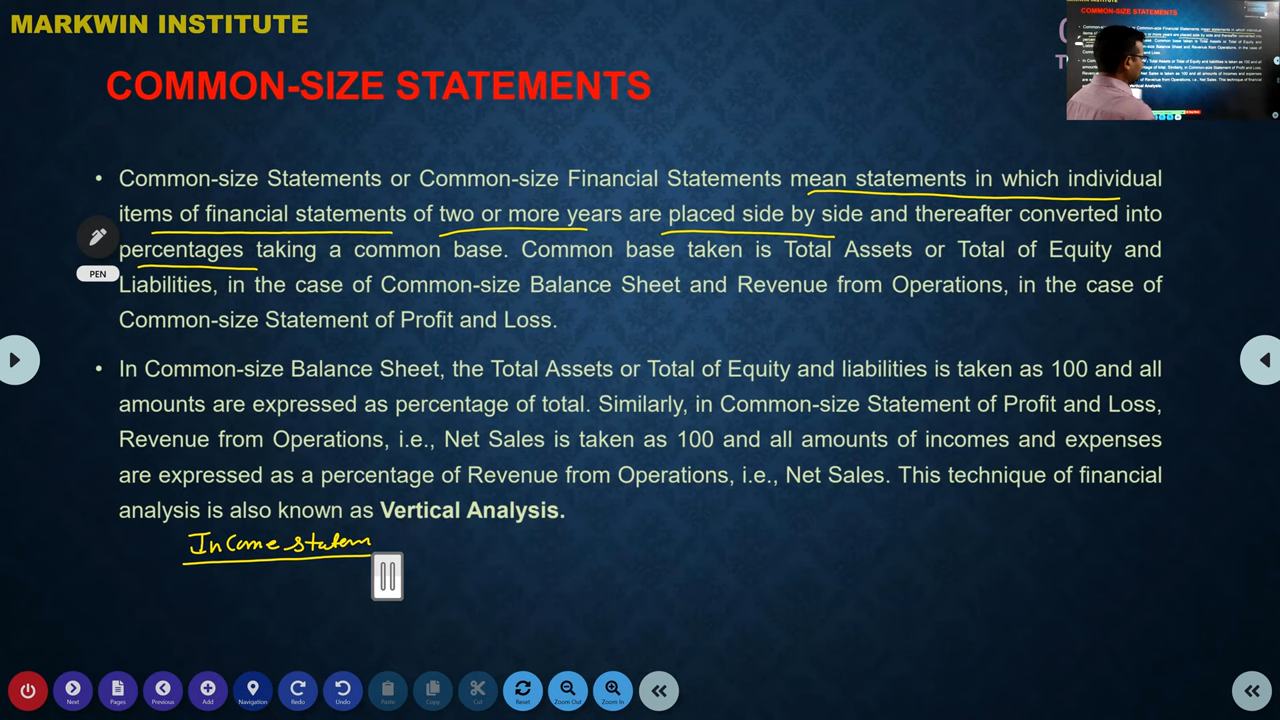 MARKWIN INSTITUTE
COMMON-SIZE STATEMENTS
COMMON-SIZE STATEMENTS
• Common-size Statements or Common-size Financial Statements mean statements in which individual
items of financial statements of two or more years are placed side by side and thereafter converted into
percentages taking a common base. Common base taken is Total Assets or Total of Equity and
Liabilities, in the case of Common-size Balance Sheet and Revenue from Operations, in the case of
Common-size Statement of Profit and Loss.
• In Common-size Balance Sheet, the Total Assets or Total of Equity and liabilities is taken as 100 and all
amounts are expressed as percentage of total. Similarly, in Common-size Statement of Profit and Loss,
Revenue from Operations, i.e., Net Sales is taken as 100 and all amounts of incomes and expenses
are expressed as a percentage of Revenue from Operations, i.e., Net Sales. This technique of financial
analysis is also known as Vertical Analysis.
Income statem
PEN
Next Pages Previous Add Navigation Redo Undo Paste Copy Cut Reset Zoom Out Zoom In